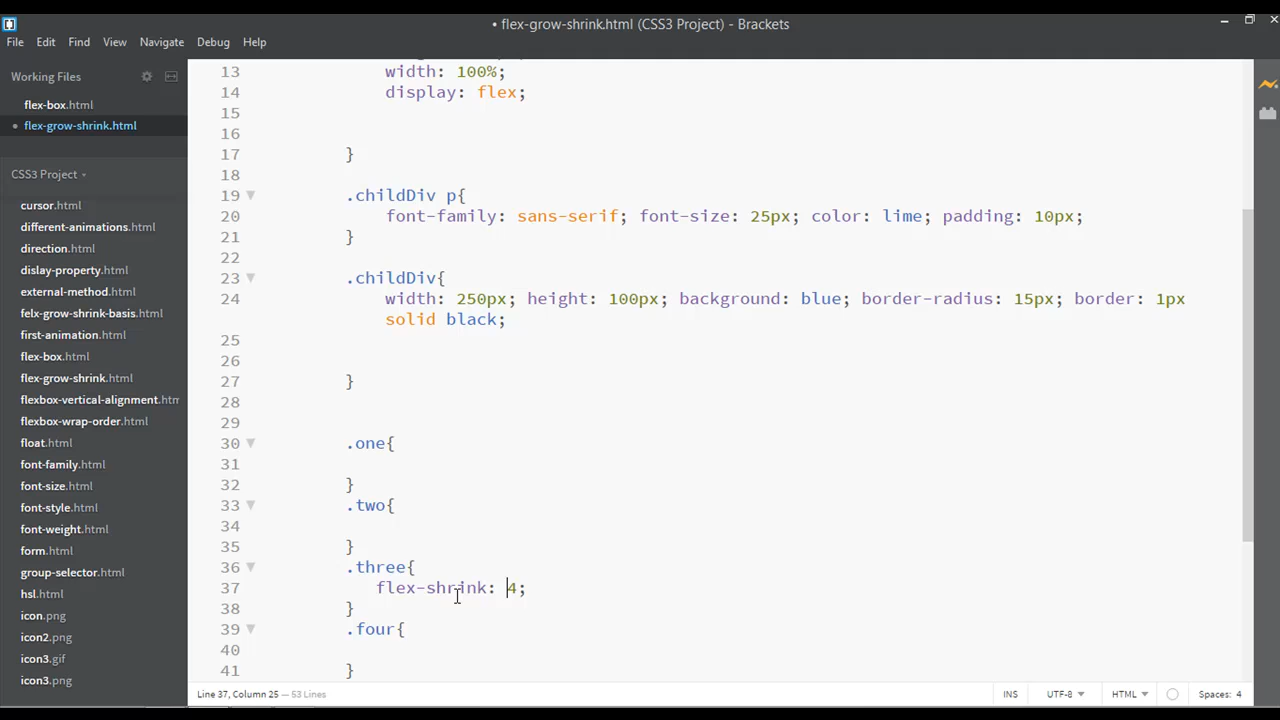 • flex-grow-shrink.html (CSS3 Project) - Brackets
File Edit Find View Navigate Debug Help
Working Files
flex-box.html
• flex-grow-shrink.html
CSS3 Project
cursor.html
different-animations.html
direction.html
dislay-property.html
external-method.html
felx-grow-shrink-basis.html
first-animation.html
flex-box.html
flex-grow-shrink.html
flexbox-vertical-alignment.htm
flexbox-wrap-order.html
float.html
font-family.html
font-size.html
font-style.html
font-weight.html
form.html
group-selector.html
hsl.html
icon.png
icon2.png
icon3.gif
icon3.png
13 width: 100%;
14 display: flex;
15
16
17 }
18
19 .childDiv p{
20 font-family: sans-serif; font-size: 25px; color: lime; padding: 10px;
21 }
22
23 .childDiv{
24 width: 250px; height: 100px; background: blue; border-radius: 15px; border: 1px
solid black;
25
26
27 }
28
29
30 .one{
31
32 }
33 .two{
34
35 }
36 .three{
37 flex-shrink: 4;
38 }
39 .four{
40
41 }
Line 37, Column 25 — 53 Lines
INS UTF-8 HTML Spaces: 4